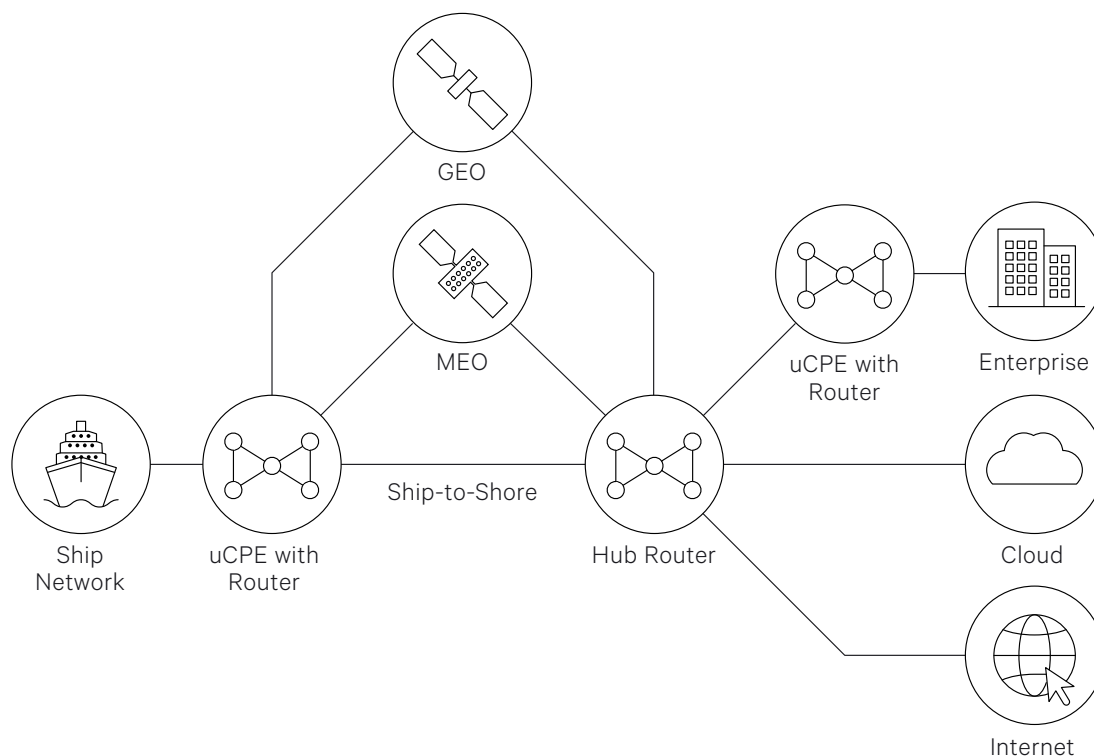 GEO
MEO
uCPE with
Router
Enterprise
Ship-to-Shore
Ship
Network
uCPE with
Router
Hub Router
Cloud
Internet